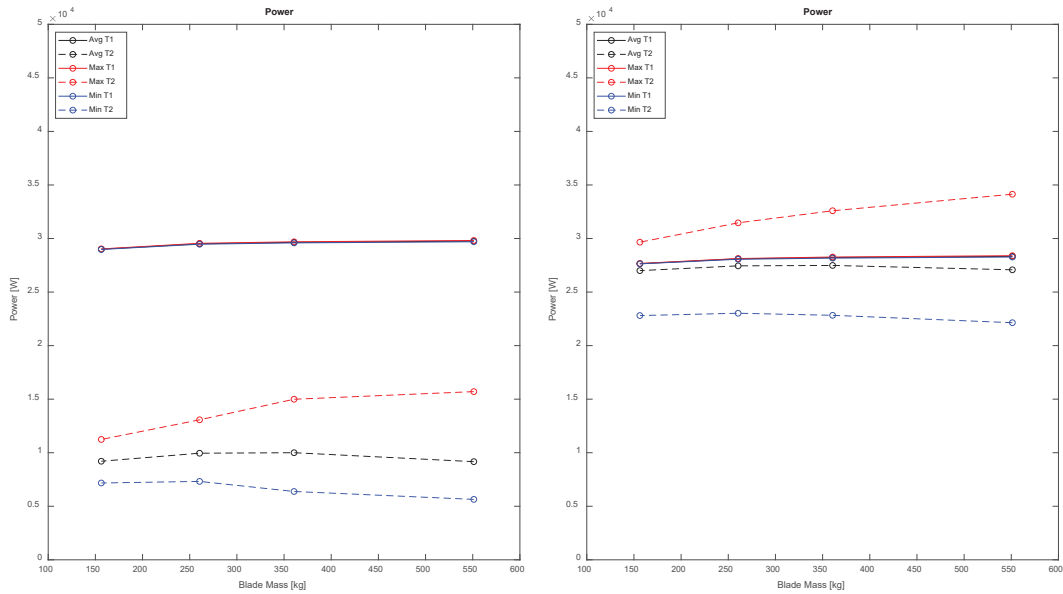 × 10^4
Power
5
4.5
4
3.5
3
2.5
2
1.5
1
0.5
0
Power [W]
Avg T1
Avg T2
Max T1
Max T2
Min T1
Min T2
100 150 200 250 300 350 400 450 500 550 600
Blade Mass [kg]
× 10^4
Power
5
4.5
4
3.5
3
2.5
2
1.5
1
0.5
0
Power [W]
Avg T1
Avg T2
Max T1
Max T2
Min T1
Min T2
100 150 200 250 300 350 400 450 500 550 600
Blade Mass [kg]